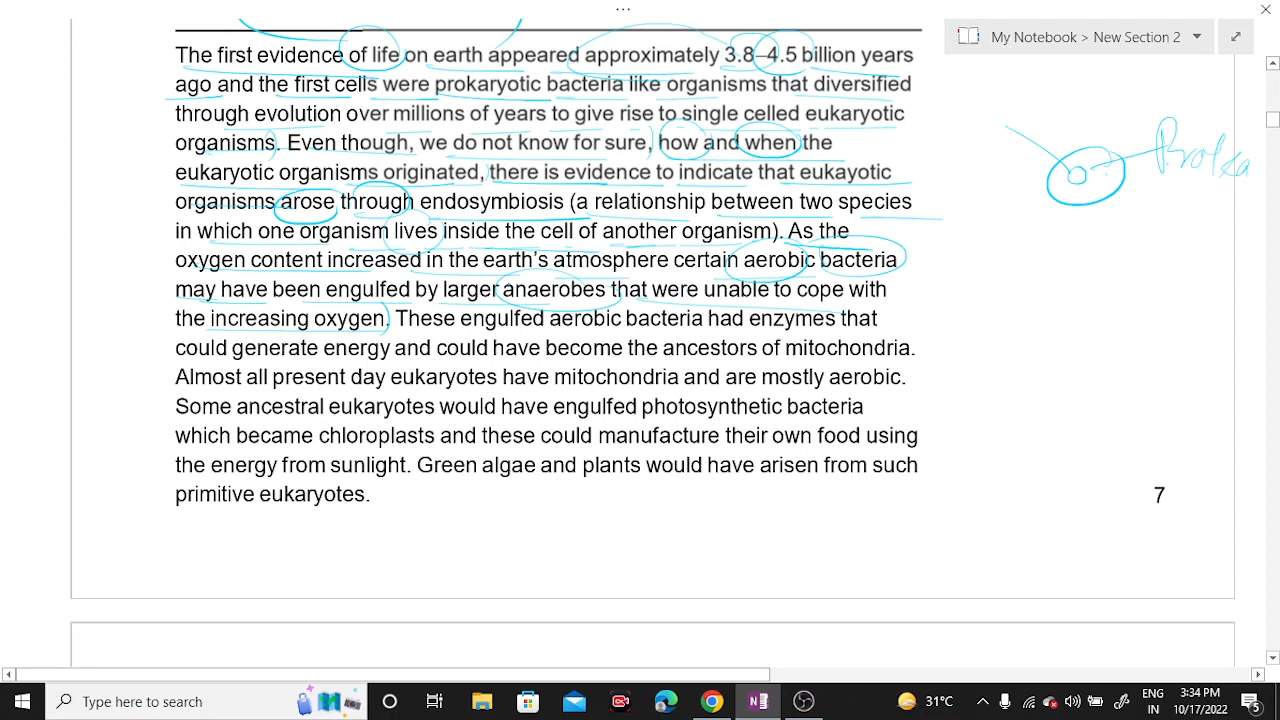 ...
My Notebook > New Section 2
The first evidence of life on earth appeared approximately 3.8–4.5 billion years
ago and the first cells were prokaryotic bacteria like organisms that diversified
through evolution over millions of years to give rise to single celled eukaryotic
organisms. Even though, we do not know for sure, how and when the
eukaryotic organisms originated, there is evidence to indicate that eukayotic
organisms arose through endosymbiosis (a relationship between two species
in which one organism lives inside the cell of another organism). As the
oxygen content increased in the earth's atmosphere certain aerobic bacteria
may have been engulfed by larger anaerobes that were unable to cope with
the increasing oxygen. These engulfed aerobic bacteria had enzymes that
could generate energy and could have become the ancestors of mitochondria.
Almost all present day eukaryotes have mitochondria and are mostly aerobic.
Some ancestral eukaryotes would have engulfed photosynthetic bacteria
which became chloroplasts and these could manufacture their own food using
the energy from sunlight. Green algae and plants would have arisen from such
primitive eukaryotes.
7
Type here to search
31°C
ENG
IN
3:34 PM
10/17/2022
5